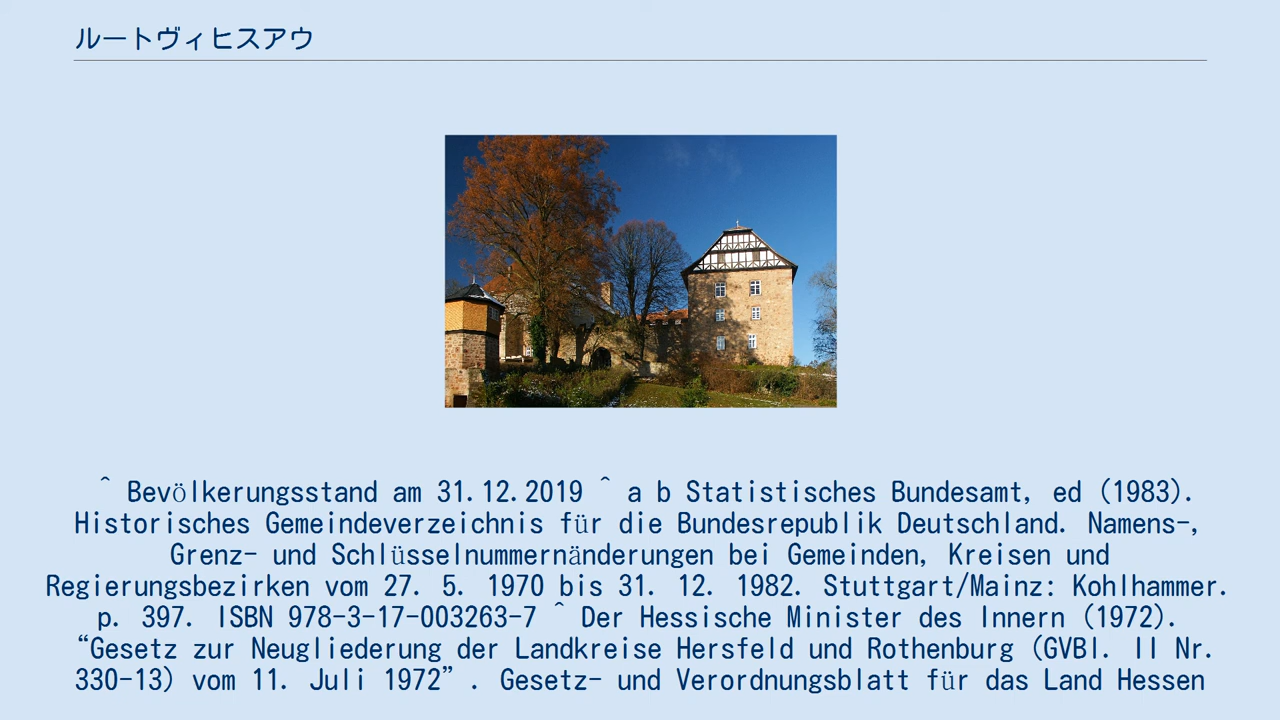 ルートヴィヒスアウ
^ Bevölkerungsstand am 31.12.2019 ^ a b Statistisches Bundesamt, ed (1983).
Historisches Gemeindeverzeichnis für die Bundesrepublik Deutschland. Namens-,
Grenz- und Schlüsselnummernänderungen bei Gemeinden, Kreisen und
Regierungsbezirken vom 27. 5. 1970 bis 31. 12. 1982. Stuttgart/Mainz: Kohlhammer.
p. 397. ISBN 978-3-17-003263-7 ^ Der Hessische Minister des Innern (1972).
“Gesetz zur Neugliederung der Landkreise Hersfeld und Rothenburg (GVBl. II Nr.
330-13) vom 11. Juli 1972”. Gesetz- und Verordnungsblatt für das Land Hessen